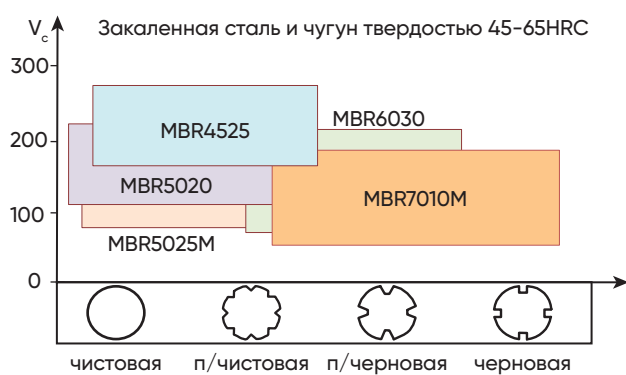 V_c Закаленная сталь и чугун твердостью 45-65HRC
300
200
100
0
MBR4525
MBR6030
MBR5020
MBR7010M
MBR5025M
чистовая п/чистовая п/черновая черновая